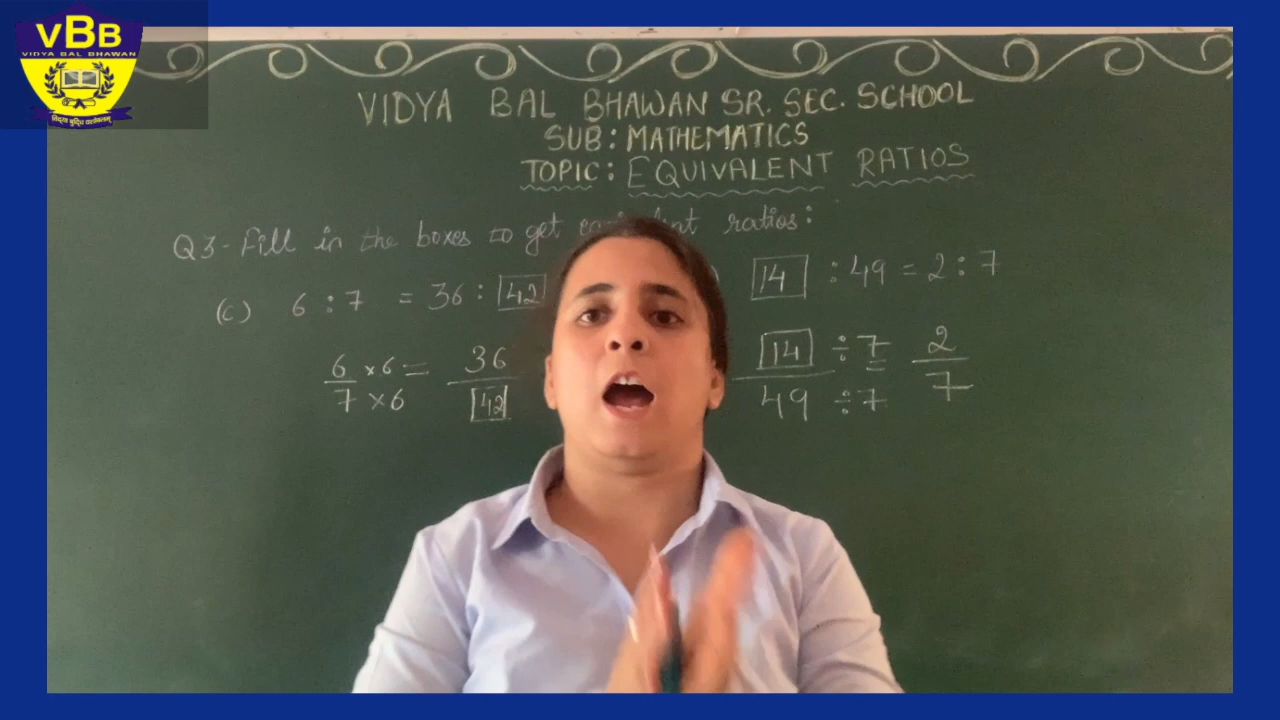 VBB
VIDYA BAL BHAWAN
VIDYA BAL BHAWAN SR. SEC. SCHOOL
SUB: MATHEMATICS
TOPIC: EQUIVALENT RATIOS
Q3- Fill in the boxes to get ratios:
(c) 6 : 7 = 36 : 42
14 : 49 = 2 : 7
6 × 6 = 36
7 × 6 42
14 ÷ 7 = 2
49 ÷ 7 7